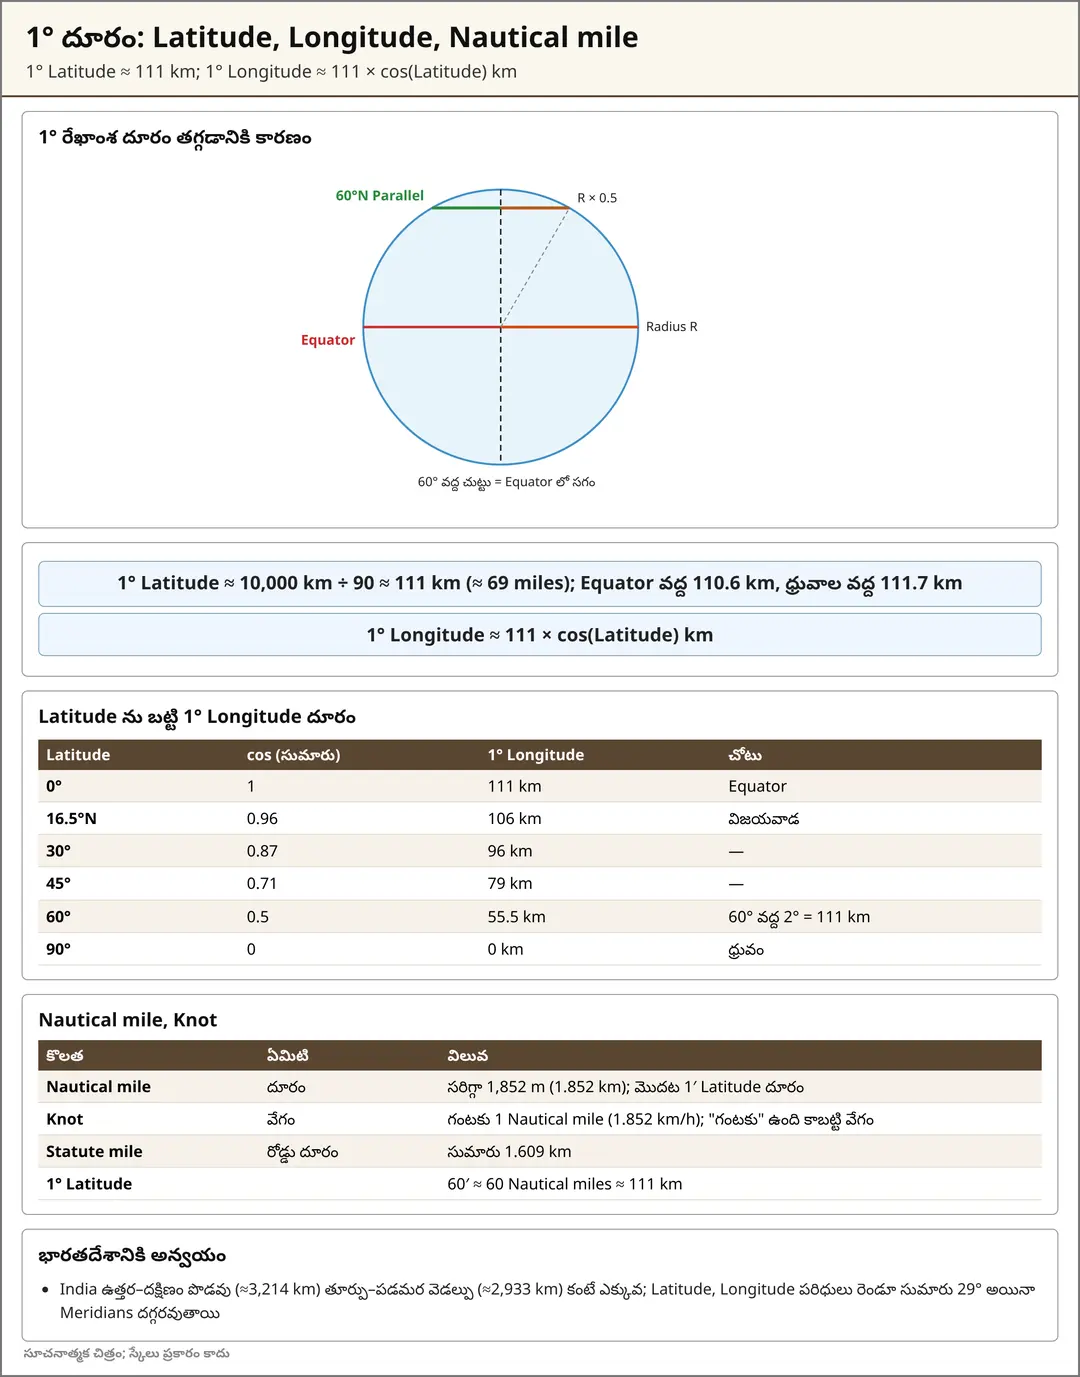 1° దూరం: Latitude, Longitude, Nautical mile
1° Latitude ≈ 111 km; 1° Longitude ≈ 111 × cos(Latitude) km
1° రేఖాంశ దూరం తగ్గడానికి కారణం
60°N Parallel
R × 0.5
Equator
Radius R
60° వద్ద చుట్టు = Equator లో సగం
1° Latitude ≈ 10,000 km ÷ 90 ≈ 111 km (≈ 69 miles); Equator వద్ద 110.6 km, ధ్రువాల వద్ద 111.7 km
1° Longitude ≈ 111 × cos(Latitude) km
Latitude ను బట్టి 1° Longitude దూరం
Latitude cos (సుమారు) 1° Longitude చోటు
0° 1 111 km Equator
16.5°N 0.96 106 km విజయవాడ
30° 0.87 96 km —
45° 0.71 79 km —
60° 0.5 55.5 km 60° వద్ద 2° = 111 km
90° 0 0 km ధ్రువం
Nautical mile, Knot
కొలత ఏమిటి విలువ
Nautical mile దూరం సరిగ్గా 1,852 m (1.852 km); మొదట 1′ Latitude దూరం
Knot వేగం గంటకు 1 Nautical mile (1.852 km/h); "గంటకు" ఉంది కాబట్టి వేగం
Statute mile రోడ్డు దూరం సుమారు 1.609 km
1° Latitude 60′ ≈ 60 Nautical miles ≈ 111 km
భారతదేశానికి అన్వయం
• India ఉత్తర–దక్షిణం పొడవు (≈3,214 km) తూర్పు–పడమర వెడల్పు (≈2,933 km) కంటే ఎక్కువ; Latitude, Longitude పరిధులు రెండూ సుమారు 29° అయినా
Meridians దగ్గరవుతాయి
సూచనాత్మక చిత్రం; స్కేలు ప్రకారం కాదు